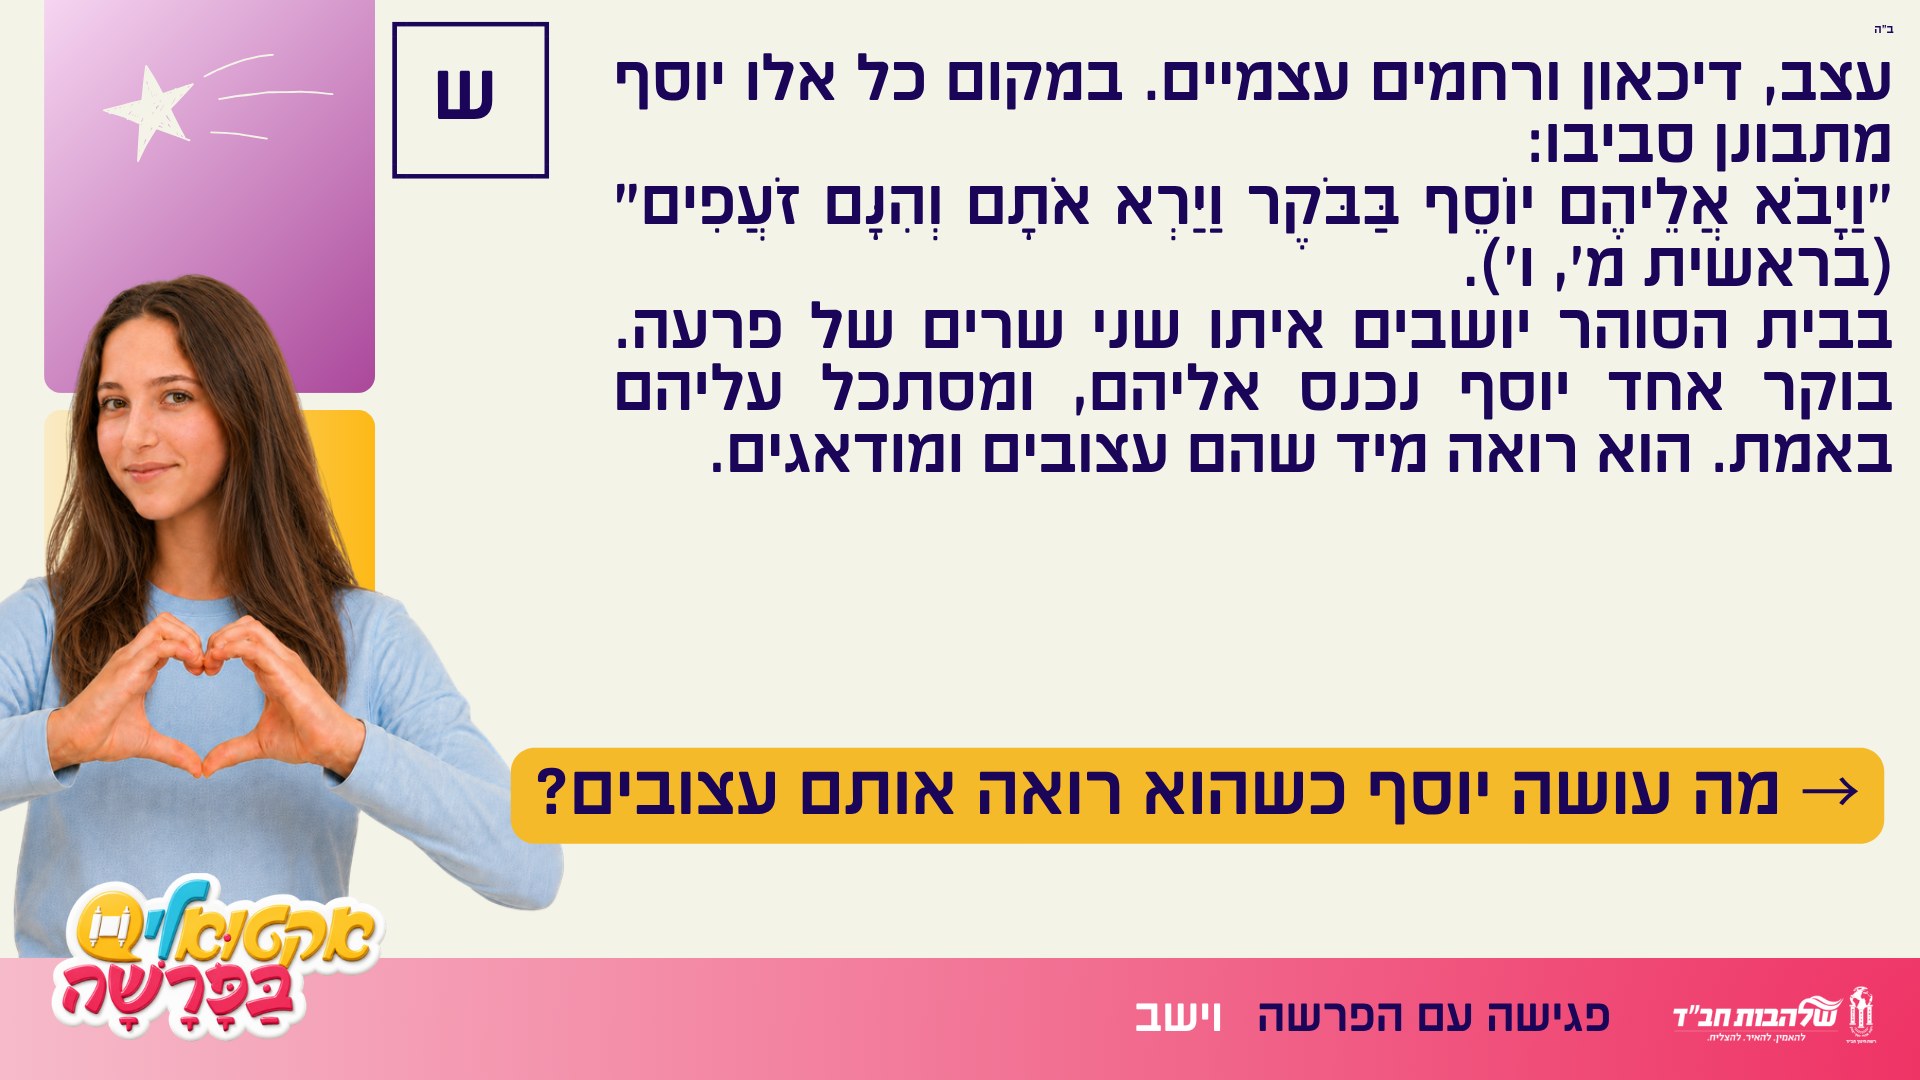 ב"ה
ש
עצב, דיכאון ורחמים עצמיים. במקום כל אלו יוסף
מתבונן סביבו:
"וַיָּבֹא אֲלֵיהֶם יוֹסֵף בַּבֹּקֶר וַיַּרְא אֹתָם וְהִנָּם זֹעֲפִים"
(בראשית מ', ו').
בבית הסוהר יושבים איתו שני שרים של פרעה.
בוקר אחד יוסף נכנס אליהם, ומסתכל עליהם
באמת. הוא רואה מיד שהם עצובים ומודאגים.
→ מה עושה יוסף כשהוא רואה אותם עצובים?
אקטואלי
בַּפָּרָשָׁה
פגישה עם הפרשה וישב
שלהבות חב"ד
להאמין. להאיר. להצליח.